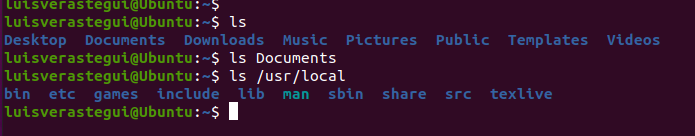 luisverastegui@Ubuntu:~$
luisverastegui@Ubuntu:~$ ls
Desktop Documents Downloads Music Pictures Public Templates Videos
luisverastegui@Ubuntu:~$ ls Documents
luisverastegui@Ubuntu:~$ ls /usr/local
bin etc games include lib man sbin share src texlive
luisverastegui@Ubuntu:~$